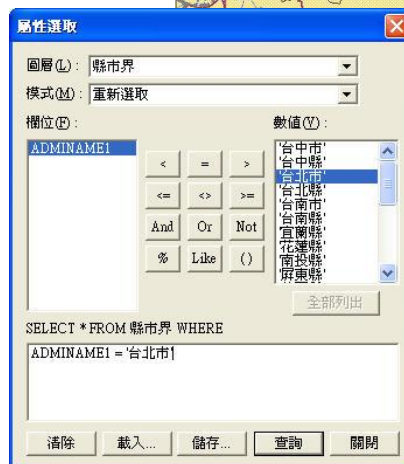 屬性選取
圖層(L)： 縣市界
模式(M)： 重新選取
欄位(F)： 數值(V)：
ADMINAME1
< = >
<= <> >=
And Or Not
% Like ()
'台中市'
'台中縣'
'台北市'
'台北縣'
'台南市'
'台南縣'
'宜蘭縣'
'花蓮縣'
'南投縣'
'屏東縣'
全部列出
SELECT * FROM 縣市界 WHERE
ADMINAME1 = '台北市'
清除 載入... 儲存... 查詢 關閉